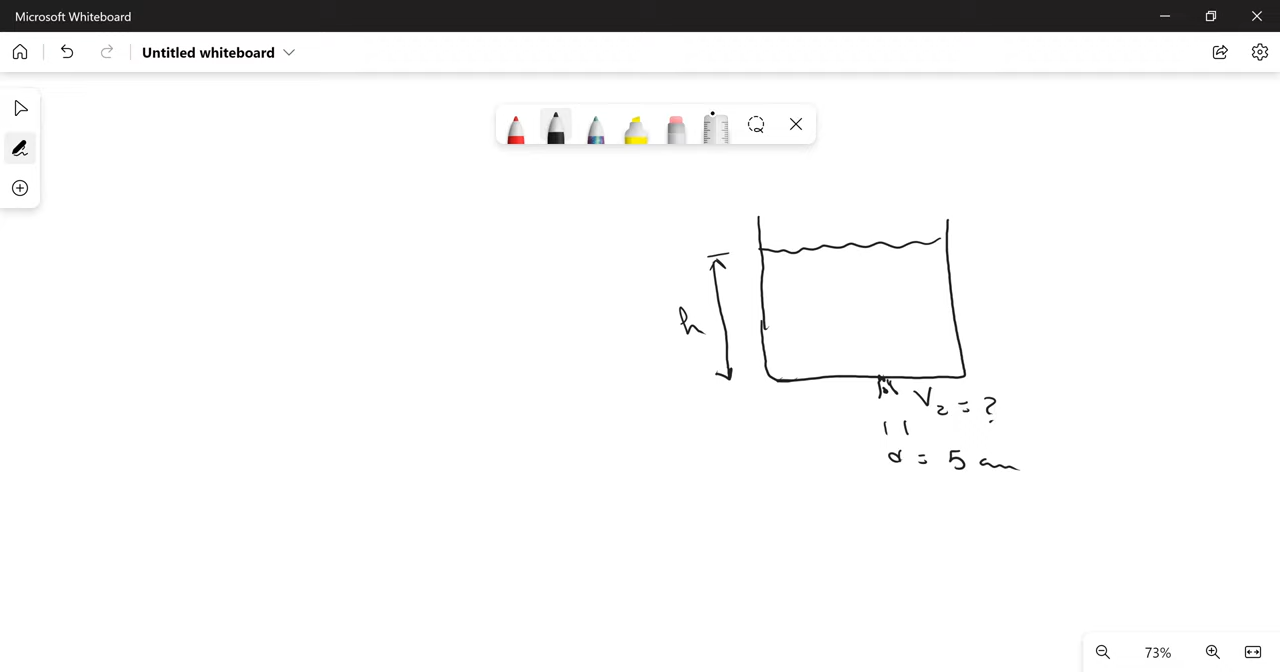 Microsoft Whiteboard
Untitled whiteboard
h
V₂ = ?
d = 5 cm
73%